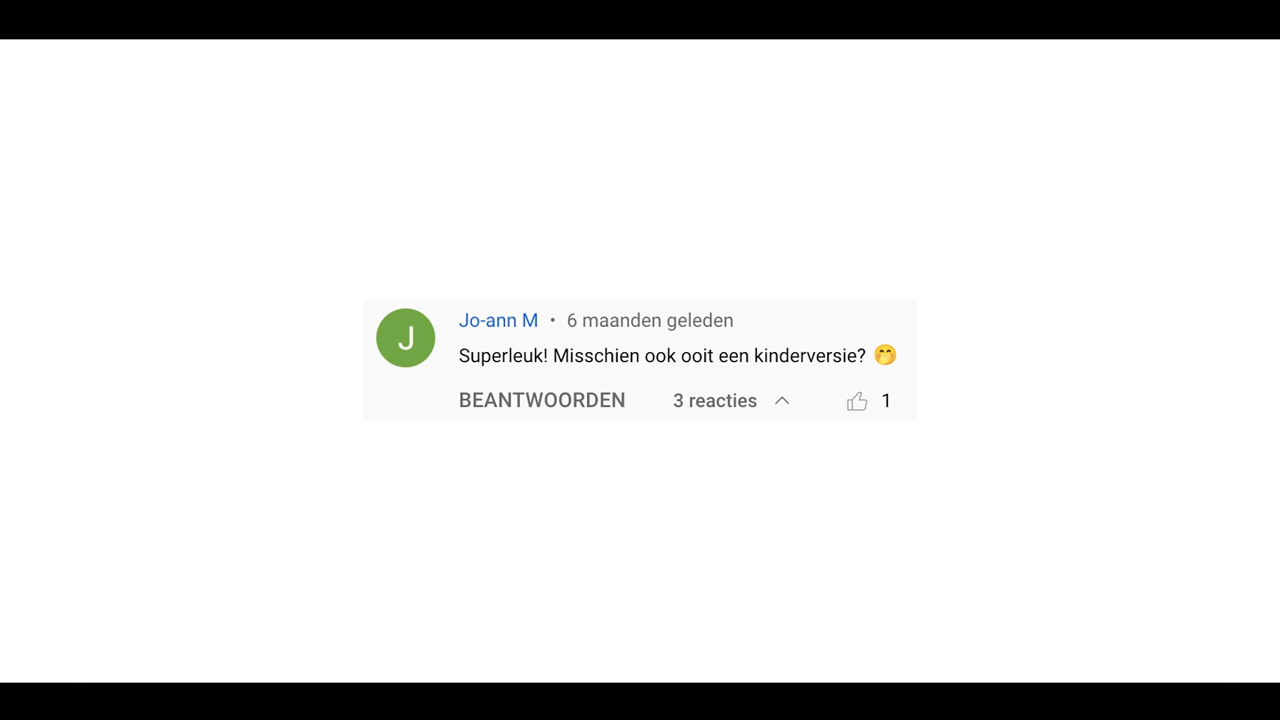 J
Jo-ann M • 6 maanden geleden
Superleuk! Misschien ook ooit een kinderversie? 🤭
BEANTWOORDEN 3 reacties 1